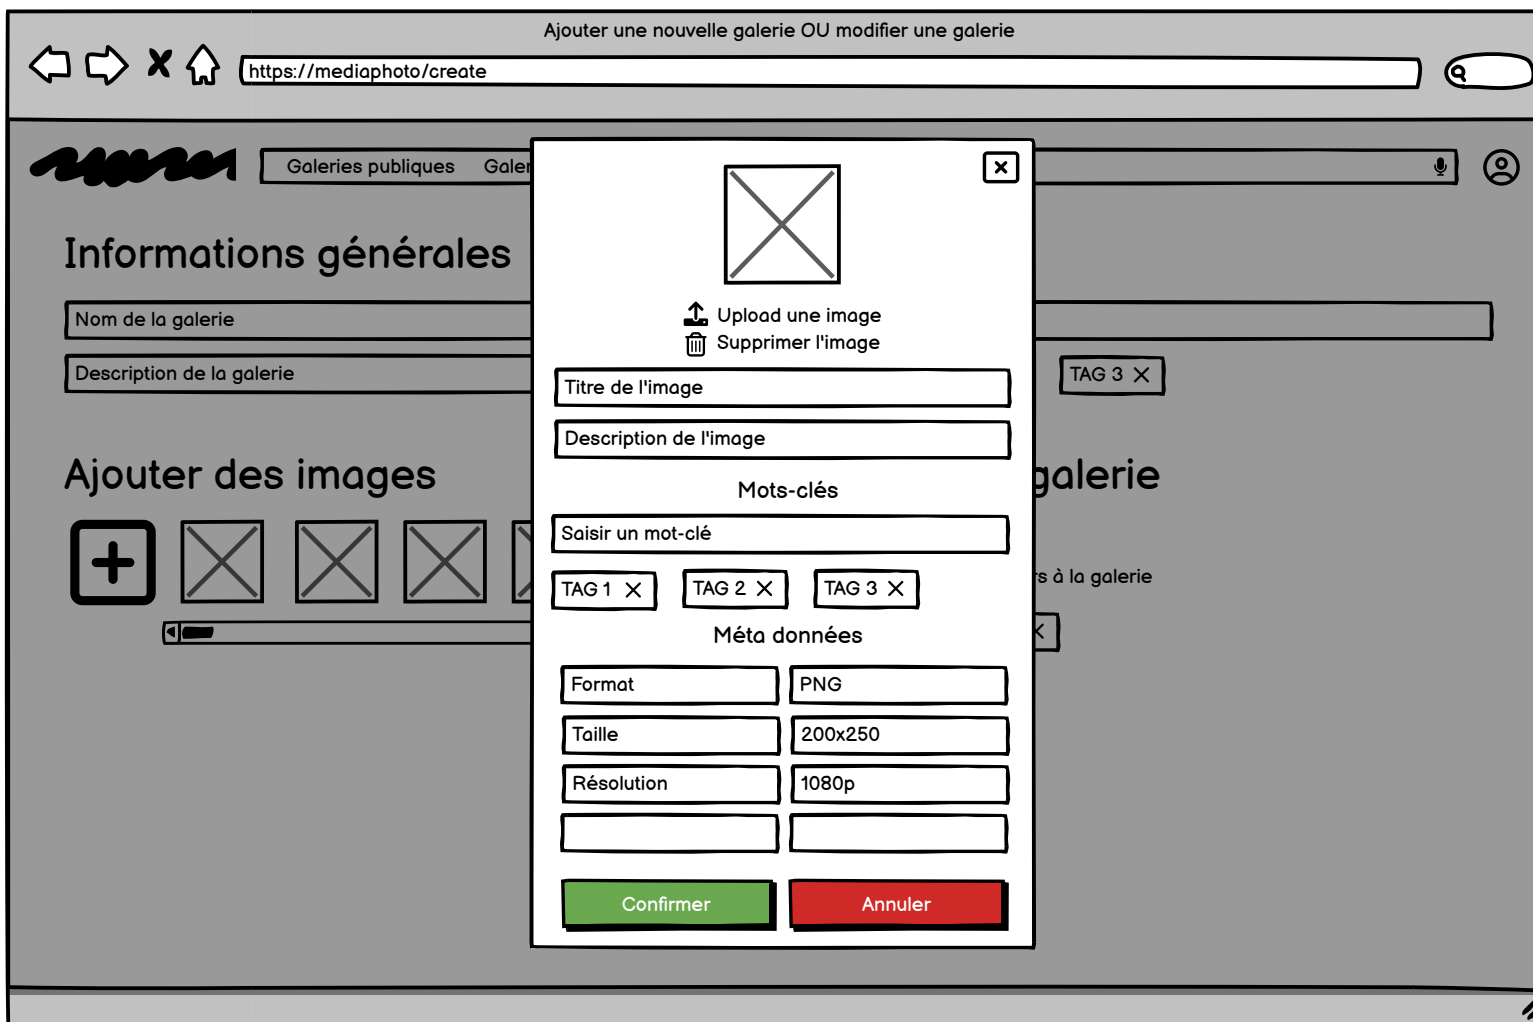 Ajouter une nouvelle galerie OU modifier une galerie
https://mediaphoto/create
Galeries publiques
Informations générales
Nom de la galerie
Description de la galerie
TAG 3
Ajouter des images
galerie
à la galerie
Upload une image
Supprimer l'image
Titre de l'image
Description de l'image
Mots-clés
Saisir un mot-clé
TAG 1 TAG 2 TAG 3
Méta données
Format PNG
Taille 200x250
Résolution 1080p
Confirmer Annuler